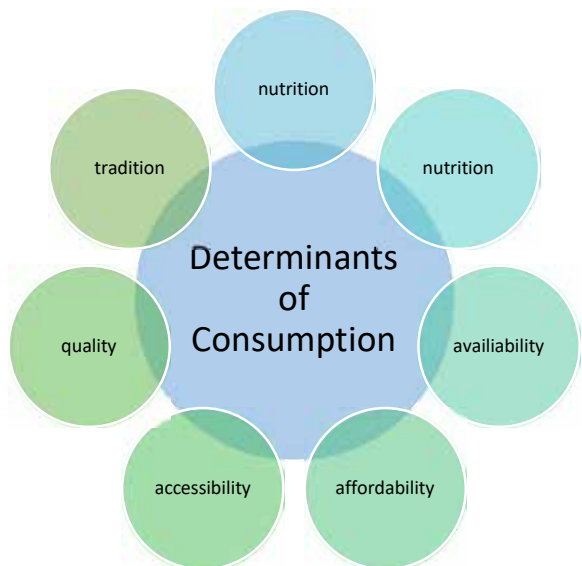 nutrition
tradition
nutrition
Determinants
of
Consumption
quality
availiability
accessibility
affordability